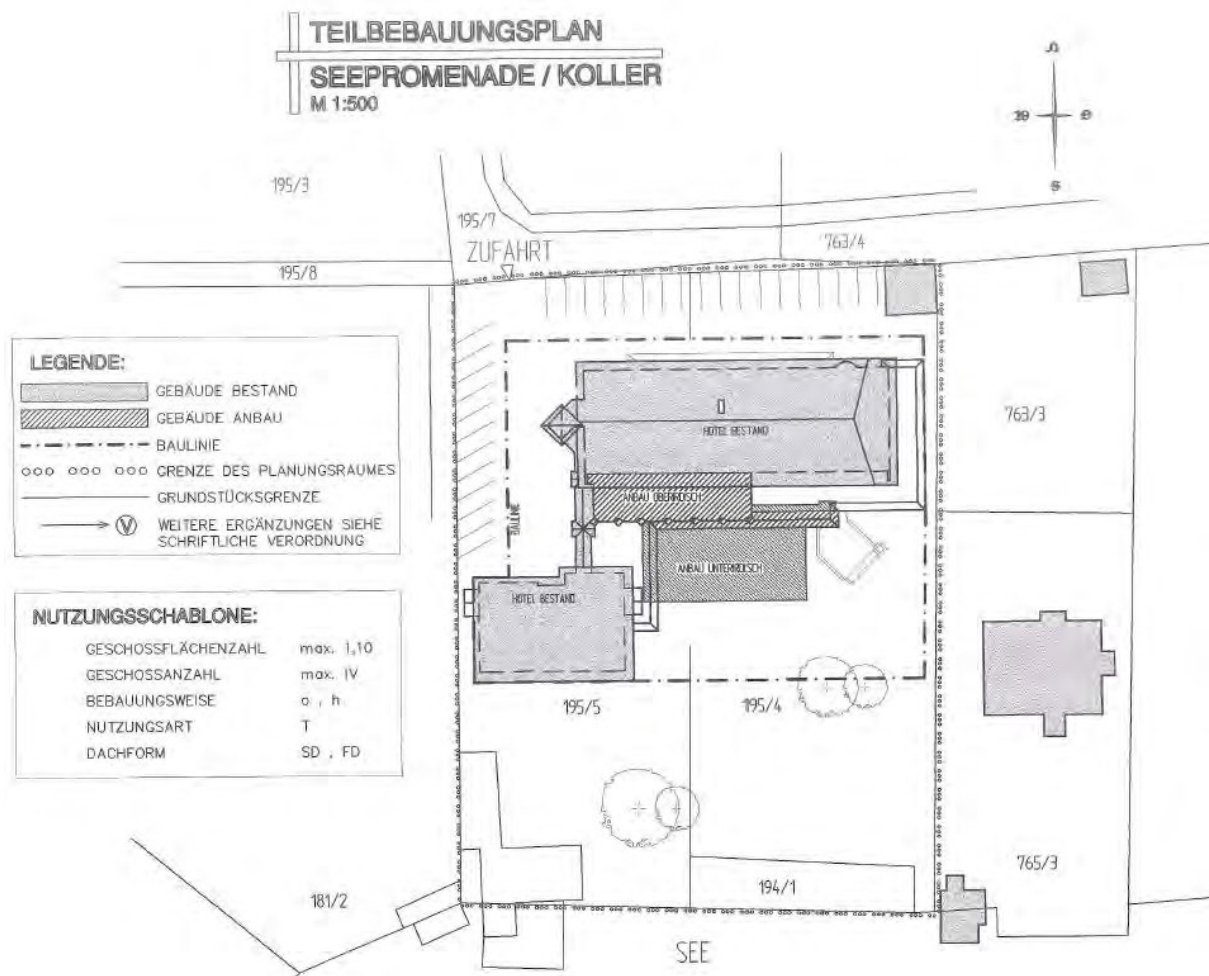 TEILBEBAUUNGSPLAN
SEEPROMENADE / KOLLER
M 1:500
195/3
195/7
ZUFAHRT
763/4
195/8
LEGENDE:
GEBÄUDE BESTAND
GEBÄUDE ANBAU
BAULINIE
GRENZE DES PLANUNGSRAUMES
GRUNDSTÜCKSGRENZE
V WEITERE ERGÄNZUNGEN SIEHE
SCHRIFTLICHE VERORDNUNG
763/3
HOTEL BESTAND
ANBAU OBERIRDISCH
BAULINIE
ANBAU UNTERIRDISCH
HOTEL BESTAND
NUTZUNGSSCHABLONE:
GESCHOSSFLÄCHENZAHL max. 1,10
GESCHOSSANZAHL max. IV
BEBAUUNGSWEISE o , h
NUTZUNGSART T
DACHFORM SD , FD
195/5
195/4
181/2
194/1
765/3
SEE